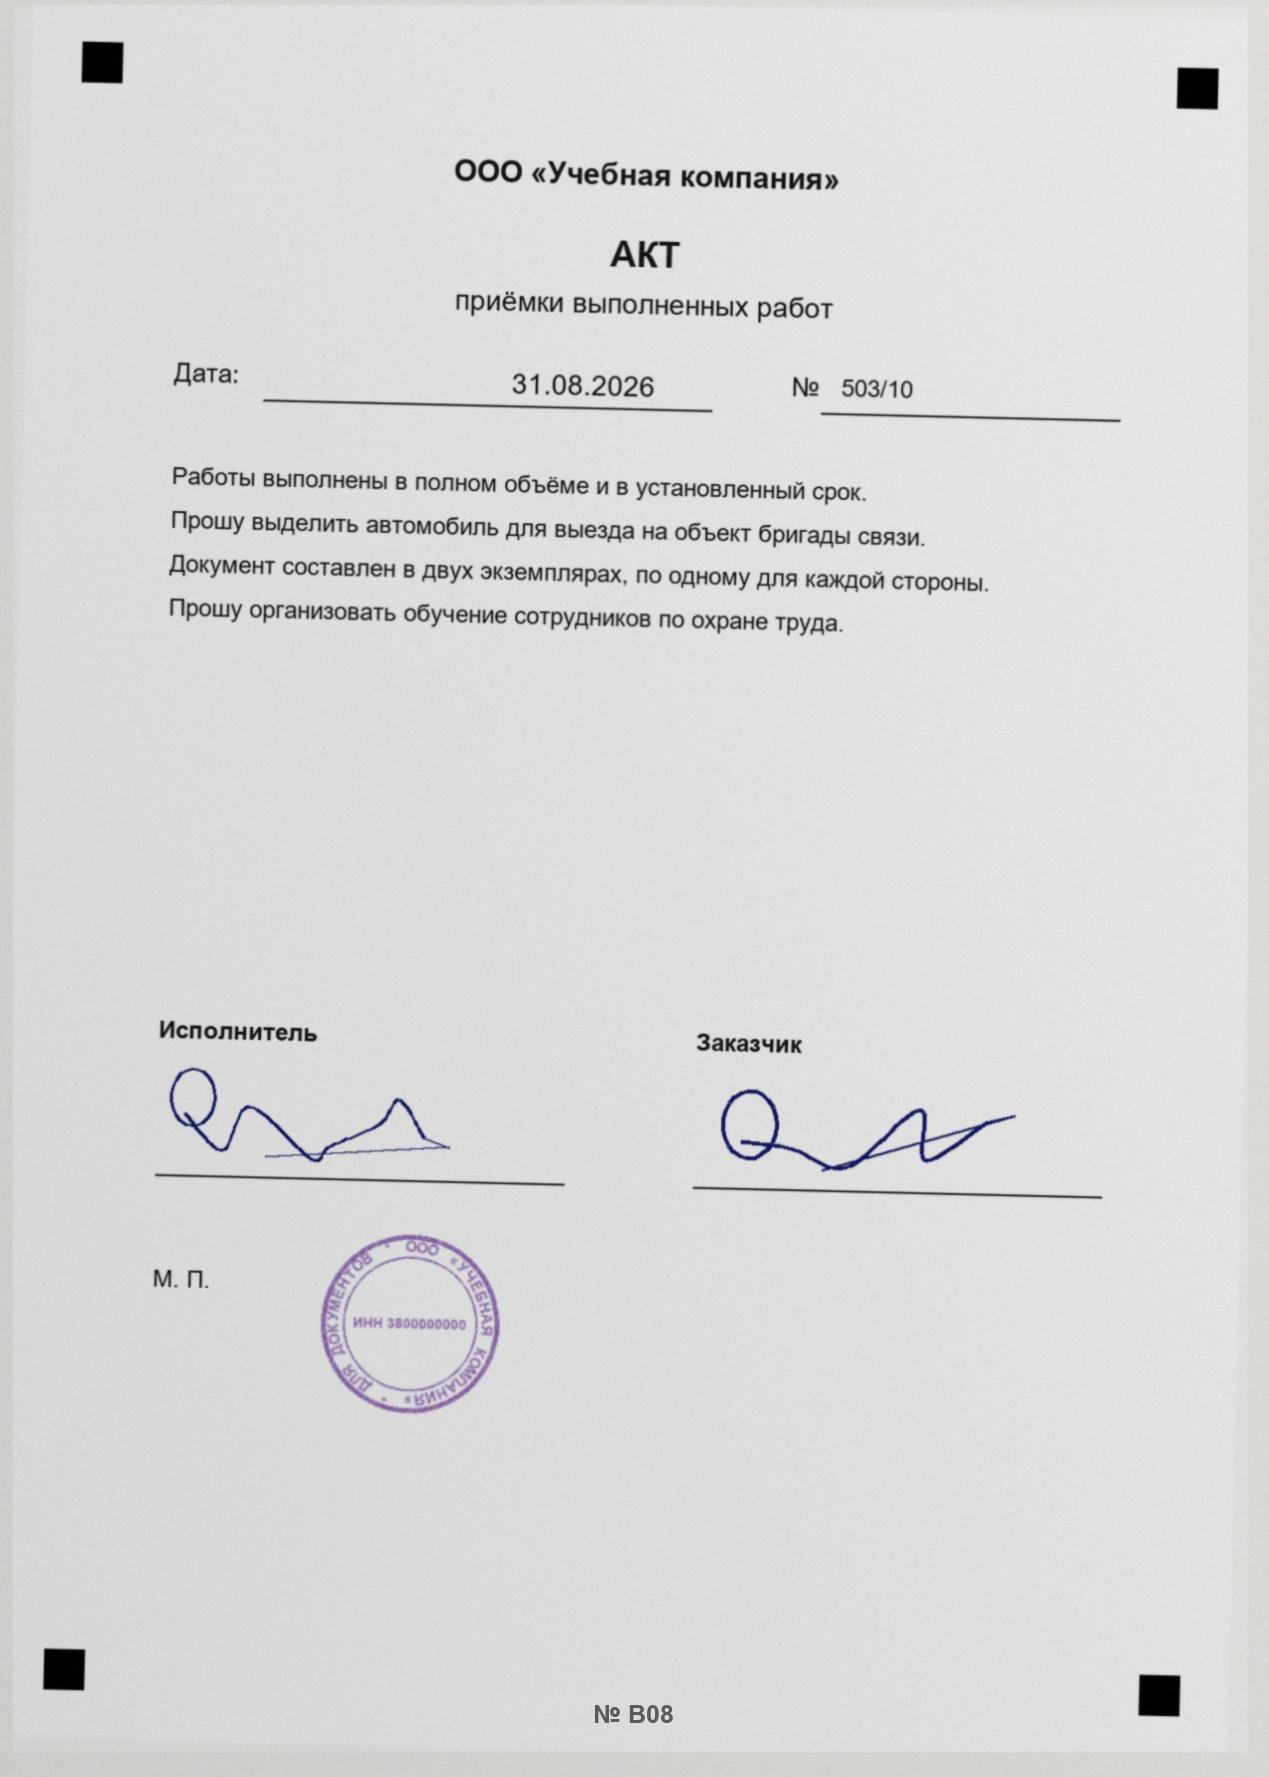 ООО «Учебная компания»
АКТ
приёмки выполненных работ
Дата: 31.08.2026 № 503/10
Работы выполнены в полном объёме и в установленный срок.
Прошу выделить автомобиль для выезда на объект бригады связи.
Документ составлен в двух экземплярах, по одному для каждой стороны.
Прошу организовать обучение сотрудников по охране труда.
Исполнитель
Заказчик
М. П.
ООО «УЧЕБНАЯ КОМПАНИЯ» * ДЛЯ ДОКУМЕНТОВ *
ИНН 3800000000
№ B08